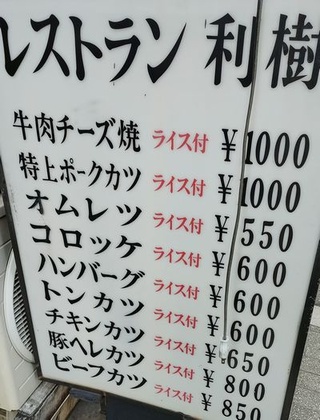 レストラン 利樹
牛肉チーズ焼 ライス付 ¥1000
特上ポークカツ ライス付 ¥1000
オムレツ ライス付 ¥550
コロッケ ライス付 ¥600
ハンバーグ ライス付 ¥600
トンカツ ライス付 ¥600
チキンカツ ライス付 ¥650
豚ヘレカツ ライス付 ¥800
ビーフカツ ライス付 ¥850